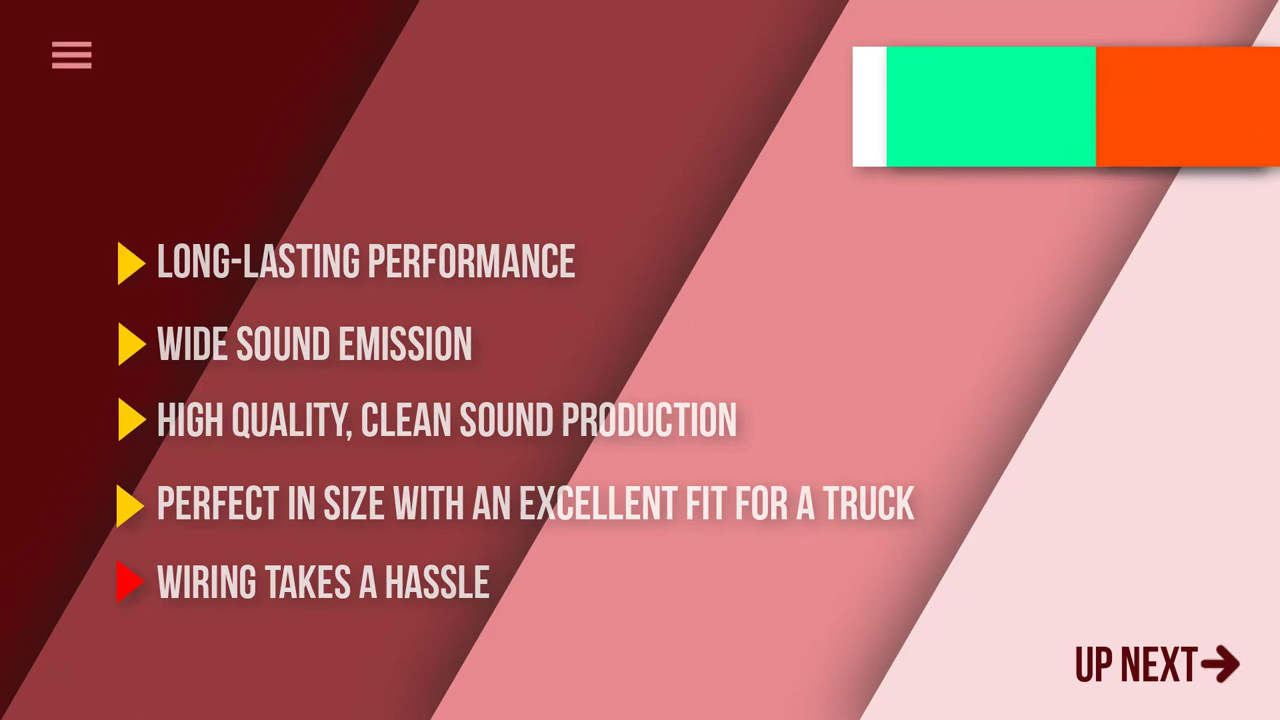 LONG-LASTING PERFORMANCE
WIDE SOUND EMISSION
HIGH QUALITY, CLEAN SOUND PRODUCTION
PERFECT IN SIZE WITH AN EXCELLENT FIT FOR A TRUCK
WIRING TAKES A HASSLE
UP NEXT